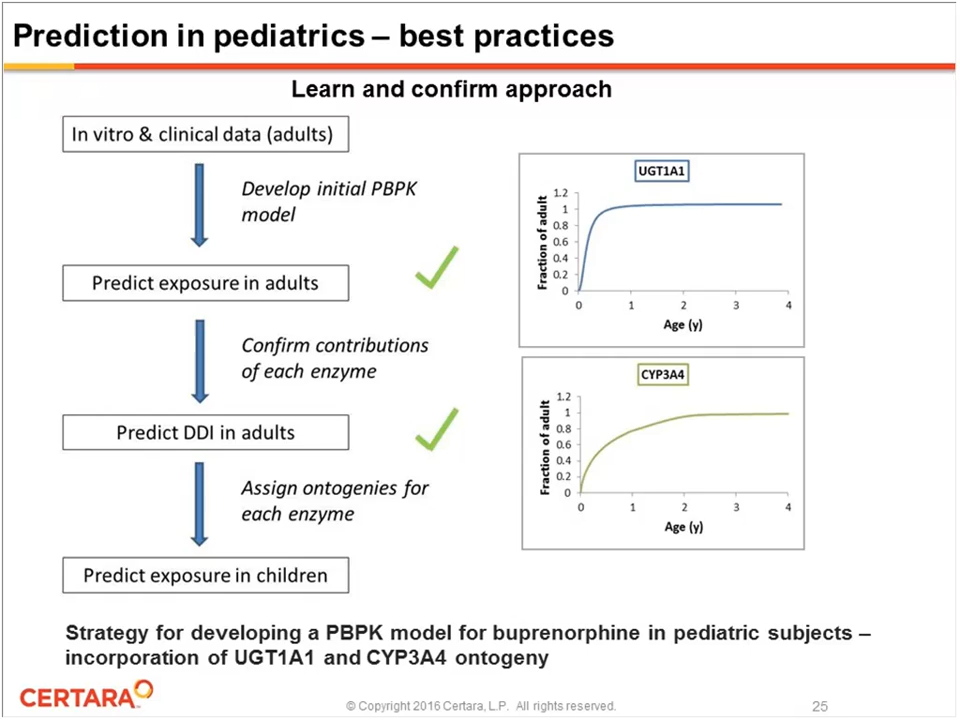 Prediction in pediatrics – best practices
Learn and confirm approach
In vitro & clinical data (adults)
Develop initial PBPK
model
Predict exposure in adults
Confirm contributions
of each enzyme
Predict DDI in adults
Assign ontogenies for
each enzyme
Predict exposure in children
UGT1A1
Fraction of adult
1.2
1
0.8
0.6
0.4
0.2
0
0 1 2 3 4
Age (y)
CYP3A4
Fraction of adult
1.2
1
0.8
0.6
0.4
0.2
0
0 1 2 3 4
Age (y)
Strategy for developing a PBPK model for buprenorphine in pediatric subjects –
incorporation of UGT1A1 and CYP3A4 ontogeny
CERTARA™
© Copyright 2016 Certara, L.P. All rights reserved.
25